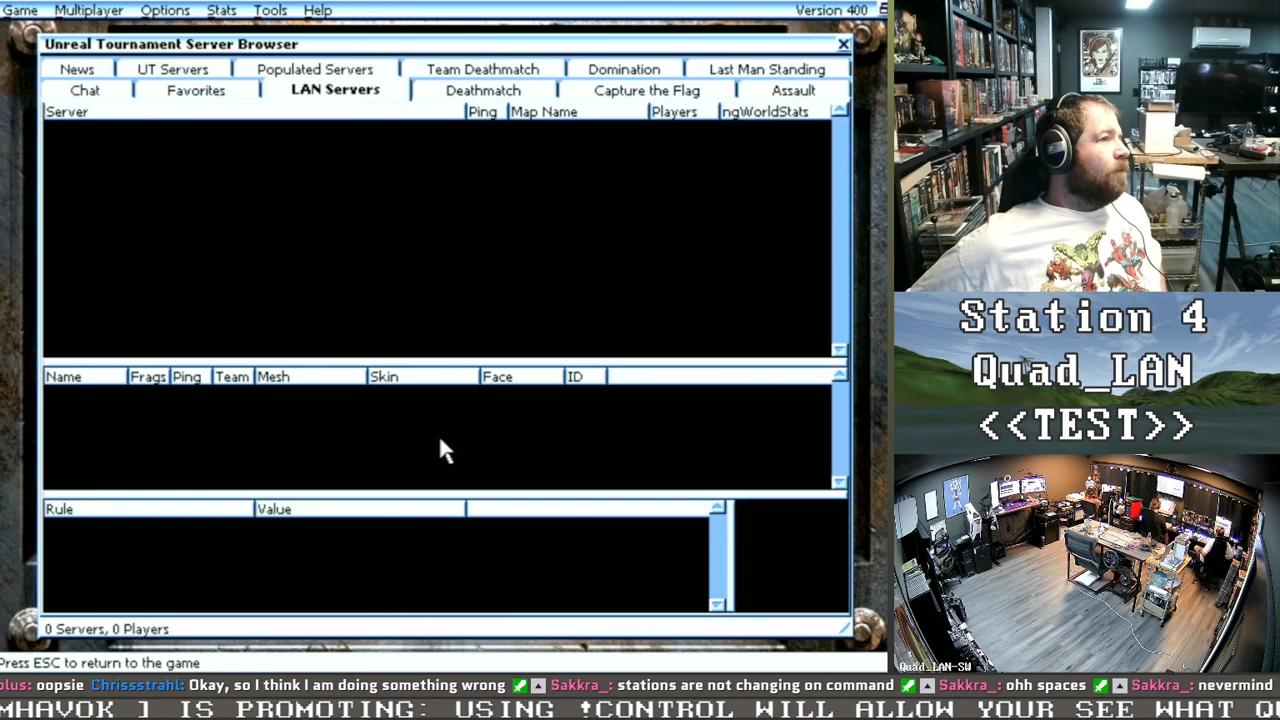 Game Multiplayer Options Stats Tools Help Version 400
Unreal Tournament Server Browser
News UT Servers Populated Servers Team Deathmatch Domination Last Man Standing
Chat Favorites LAN Servers Deathmatch Capture the Flag Assault
Server Ping Map Name Players ngWorldStats
Name Frags Ping Team Mesh Skin Face ID
Rule Value
0 Servers, 0 Players
Press ESC to return to the game
Station 4
Quad_LAN
<<TEST>>
Quad_LAN-SW
olus: oopsie Chrissstrahl: Okay, so I think I am doing something wrong Sakkra_: stations are not changing on command Sakkra_: ohh spaces Sakkra_: nevermind
MHAVOK ] IS PROMOTING: USING !CONTROL WILL ALLOW YOUR SEE WHAT QU